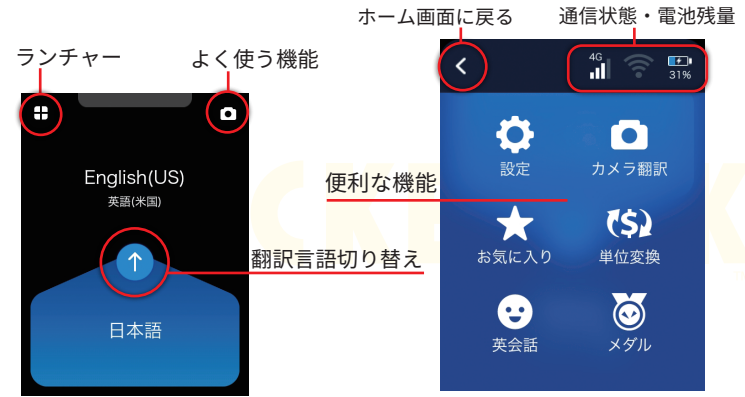 ホーム画面に戻る
通信状態・電池残量
ランチャー
よく使う機能
4G
31%
English(US)
英語(米国)
設定
カメラ翻訳
便利な機能
お気に入り
単位変換
翻訳言語切り替え
日本語
英会話
メダル